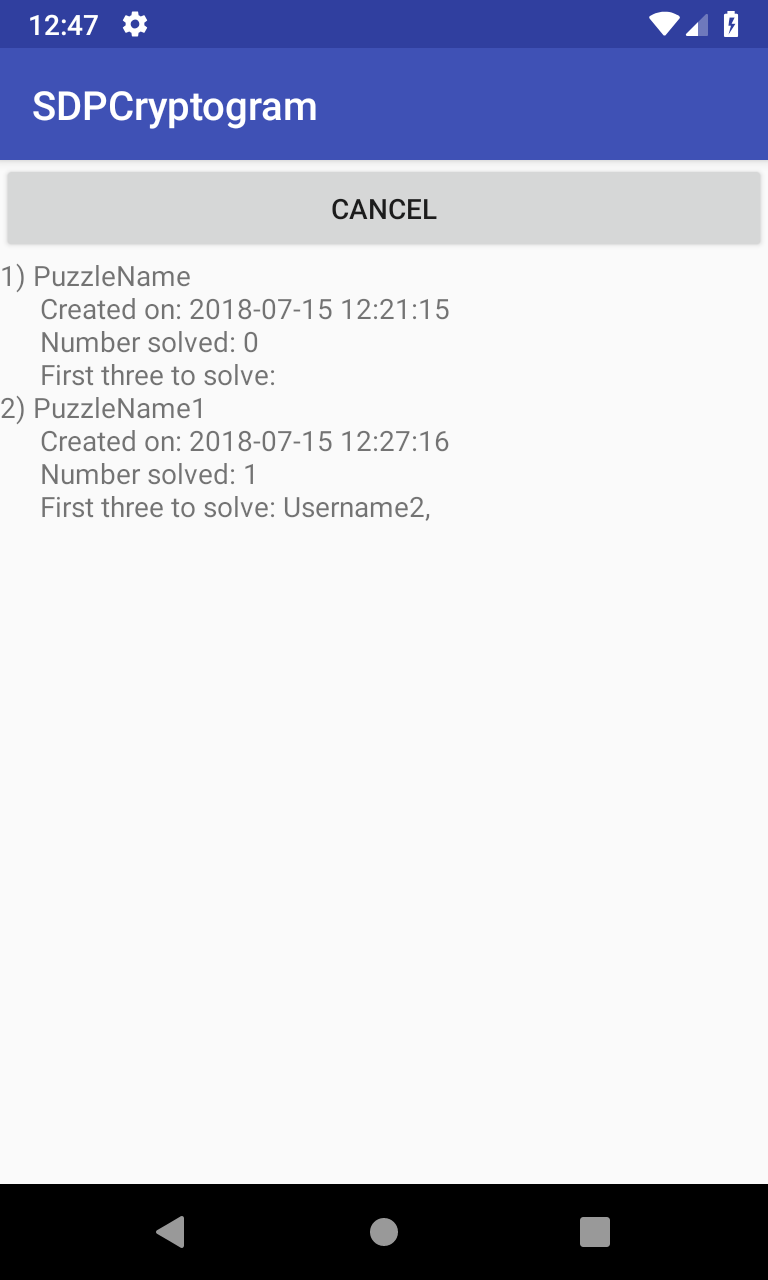 12:47
SDPCryptogram
CANCEL
1) PuzzleName
Created on: 2018-07-15 12:21:15
Number solved: 0
First three to solve:
2) PuzzleName1
Created on: 2018-07-15 12:27:16
Number solved: 1
First three to solve: Username2,